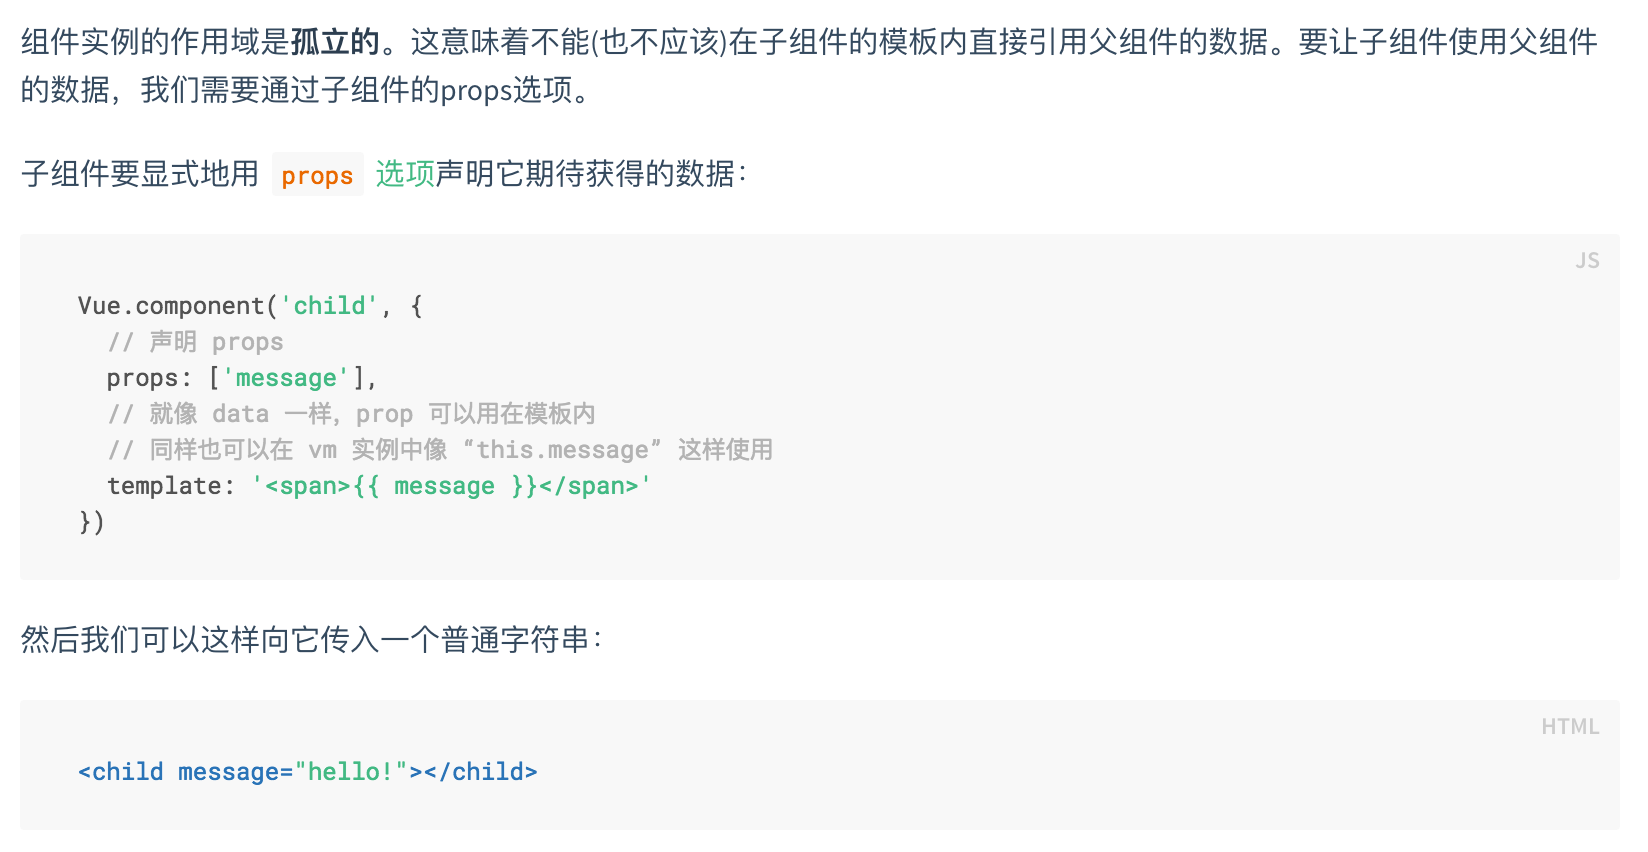 组件实例的作用域是孤立的。这意味着不能(也不应该)在子组件的模板内直接引用父组件的数据。要让子组件使用父组件
的数据，我们需要通过子组件的props选项。
子组件要显式地用 props 选项声明它期待获得的数据：
JS
Vue.component('child', {
  // 声明 props
  props: ['message'],
  // 就像 data 一样，prop 可以用在模板内
  // 同样也可以在 vm 实例中像 “this.message” 这样使用
  template: '<span>{{ message }}</span>'
})
然后我们可以这样向它传入一个普通字符串：
HTML
<child message="hello!"></child>